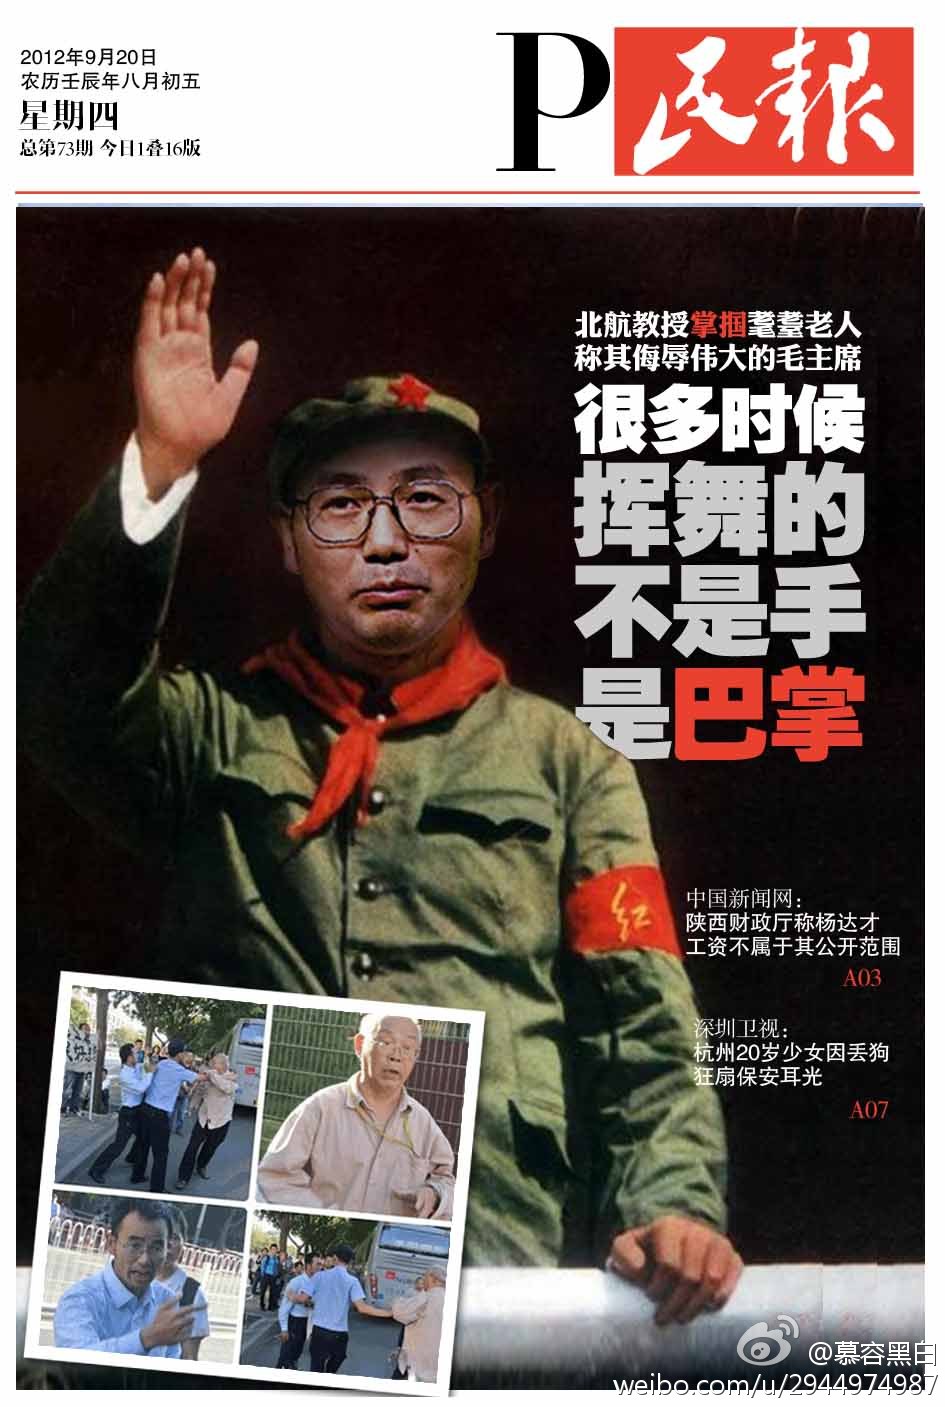 2012年9月20日
农历壬辰年八月初五
星期四
总第73期 今日1叠16版
P民報
北航教授掌掴耄耋老人
称其侮辱伟大的毛主席
很多时候
挥舞的
不是手
是巴掌
红
中国新闻网：
陕西财政厅称杨达才
工资不属于其公开范围
A03
深圳卫视：
杭州20岁少女因丢狗
狂扇保安耳光
A07
@慕容黑白
weibo.com/u/2944974987